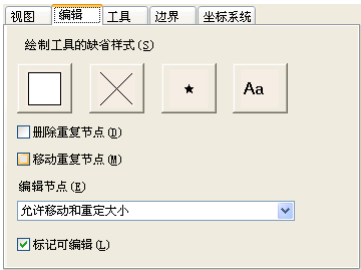 视图 编辑 工具 边界 坐标系统
绘制工具的缺省样式(S)
Aa
删除重复节点(D)
移动重复节点(M)
编辑节点(E)
允许移动和重定大小
标记可编辑(L)